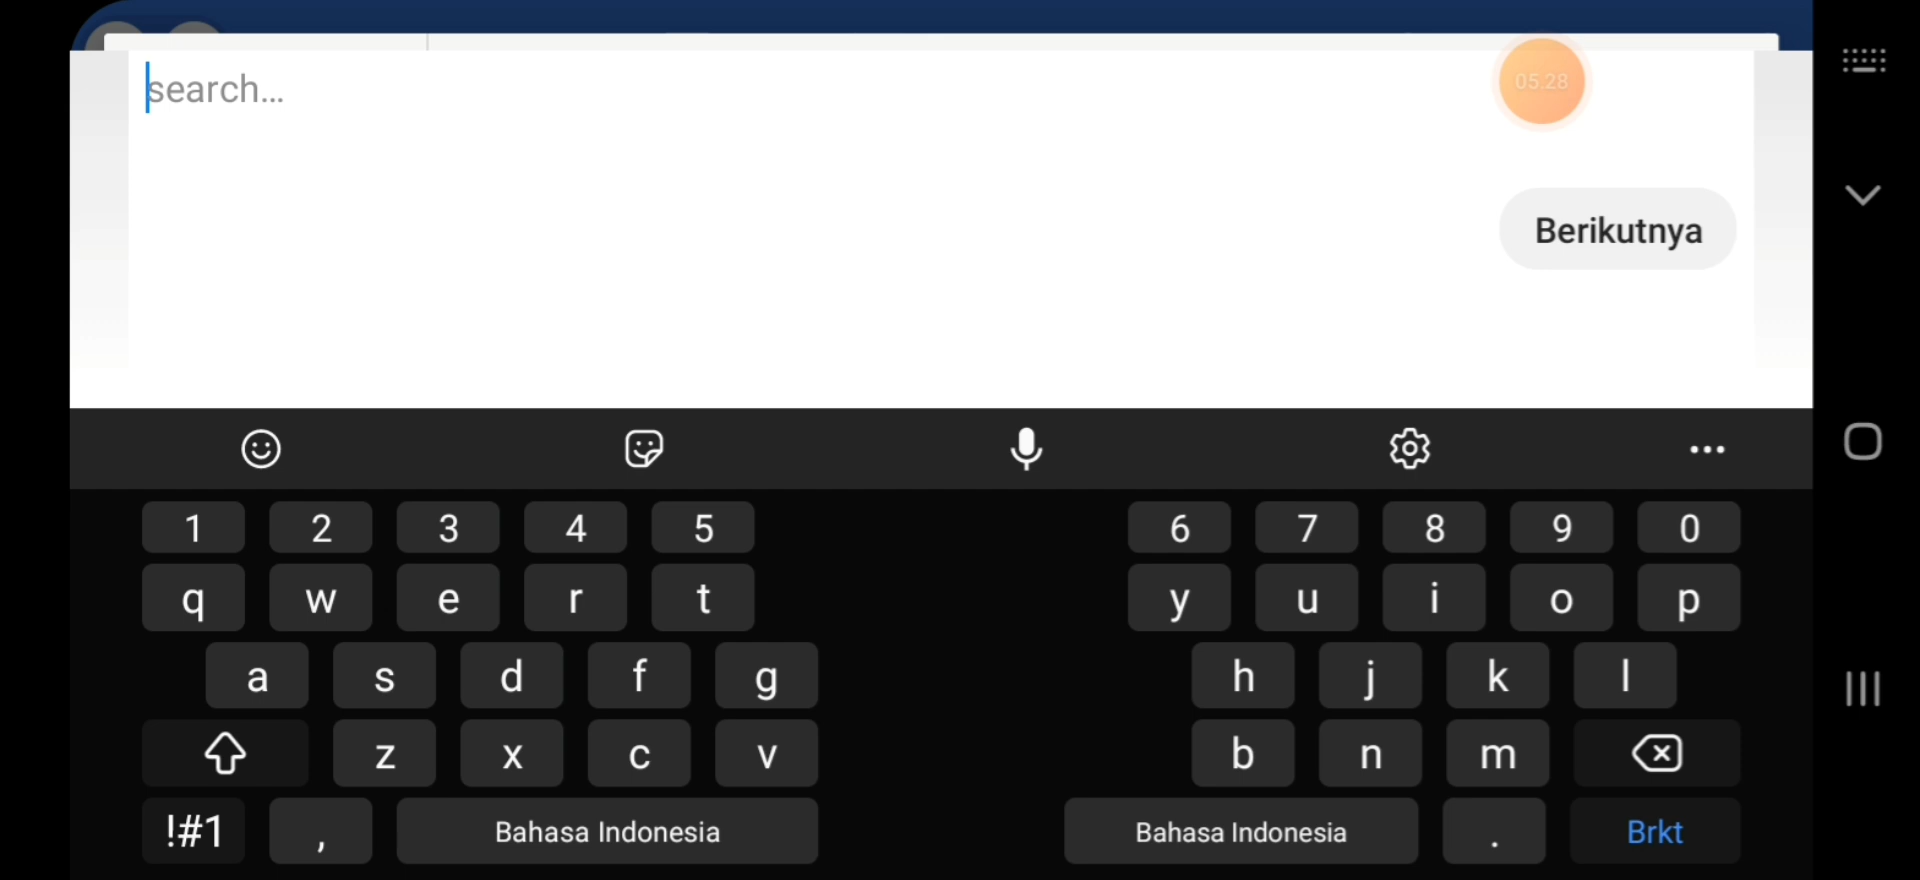 search...
05.28
Berikutnya
1 2 3 4 5 6 7 8 9 0
q w e r t y u i o p
a s d f g h j k l
z x c v b n m
!#1 , Bahasa Indonesia Bahasa Indonesia . Brkt